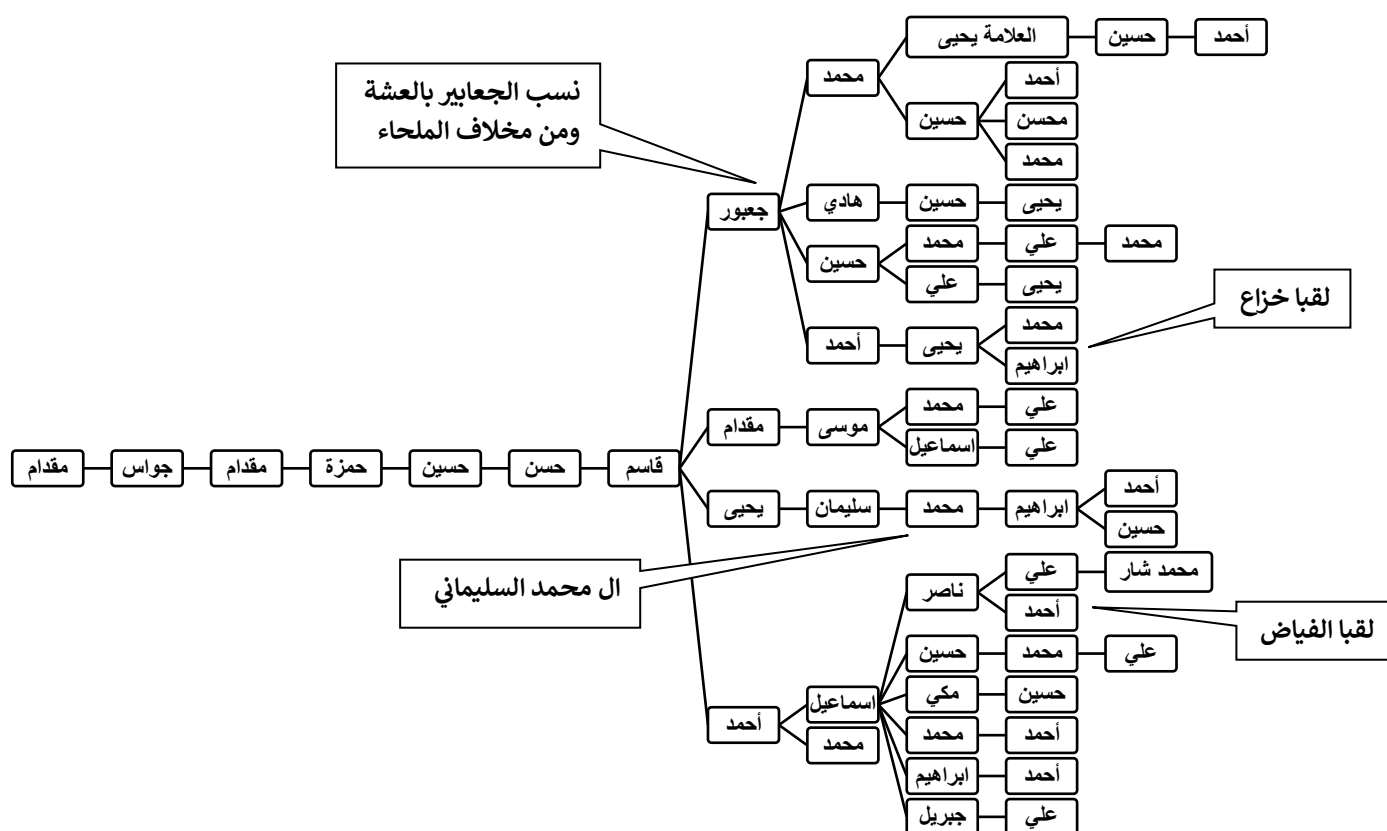 العلامة يحيى
حسين
أحمد
محمد
أحمد
حسين
محسن
محمد
نسب الجعابير بالعشة
ومن مخلاف الملحاء
جعبور
هادي
حسين
يحيى
حسين
محمد
علي
محمد
علي
يحيى
لقبا خزاع
أحمد
يحيى
محمد
ابراهيم
مقدام
موسى
محمد
علي
اسماعيل
علي
مقدام
جواس
مقدام
حمزة
حسين
حسن
قاسم
يحيى
سليمان
محمد
ابراهيم
أحمد
حسين
ال محمد السليماني
ناصر
علي
محمد شار
أحمد
لقبا الفياض
حسين
محمد
علي
أحمد
اسماعيل
محمد
مكي
حسين
محمد
أحمد
ابراهيم
أحمد
جبريل
علي